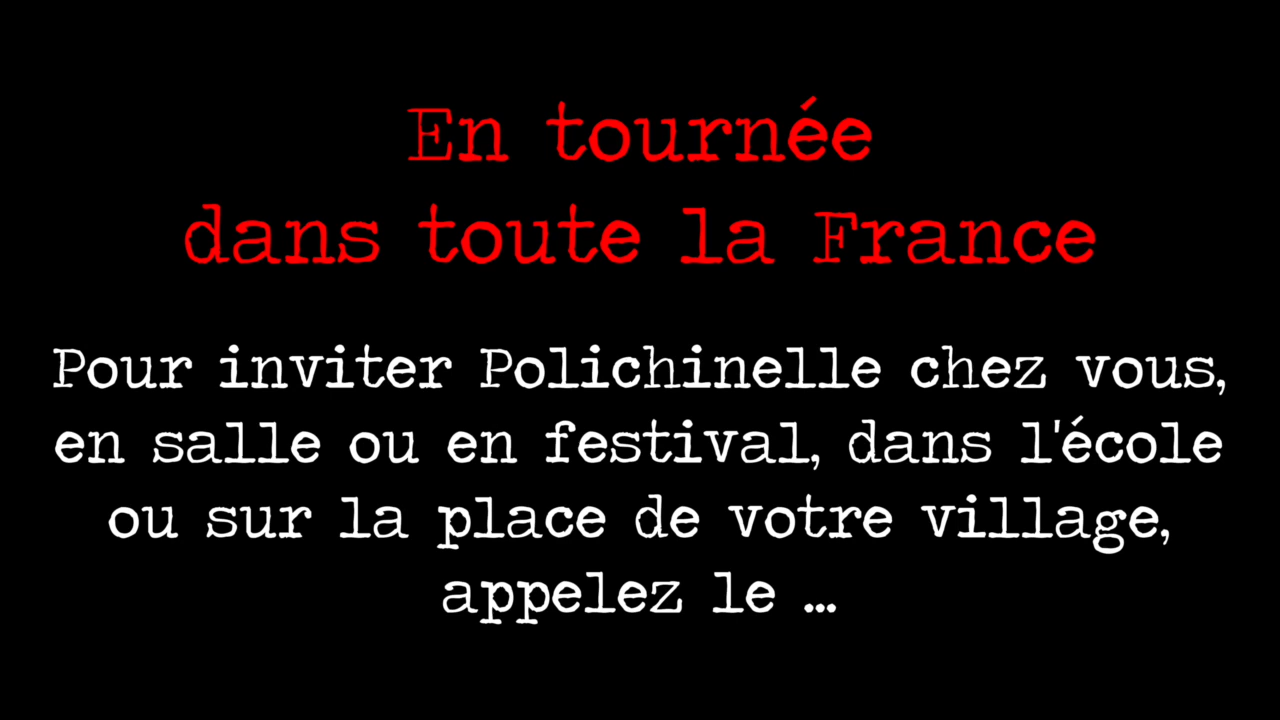 En tournée
dans toute la France
Pour inviter Polichinelle chez vous,
en salle ou en festival, dans l'école
ou sur la place de votre village,
appelez le ...